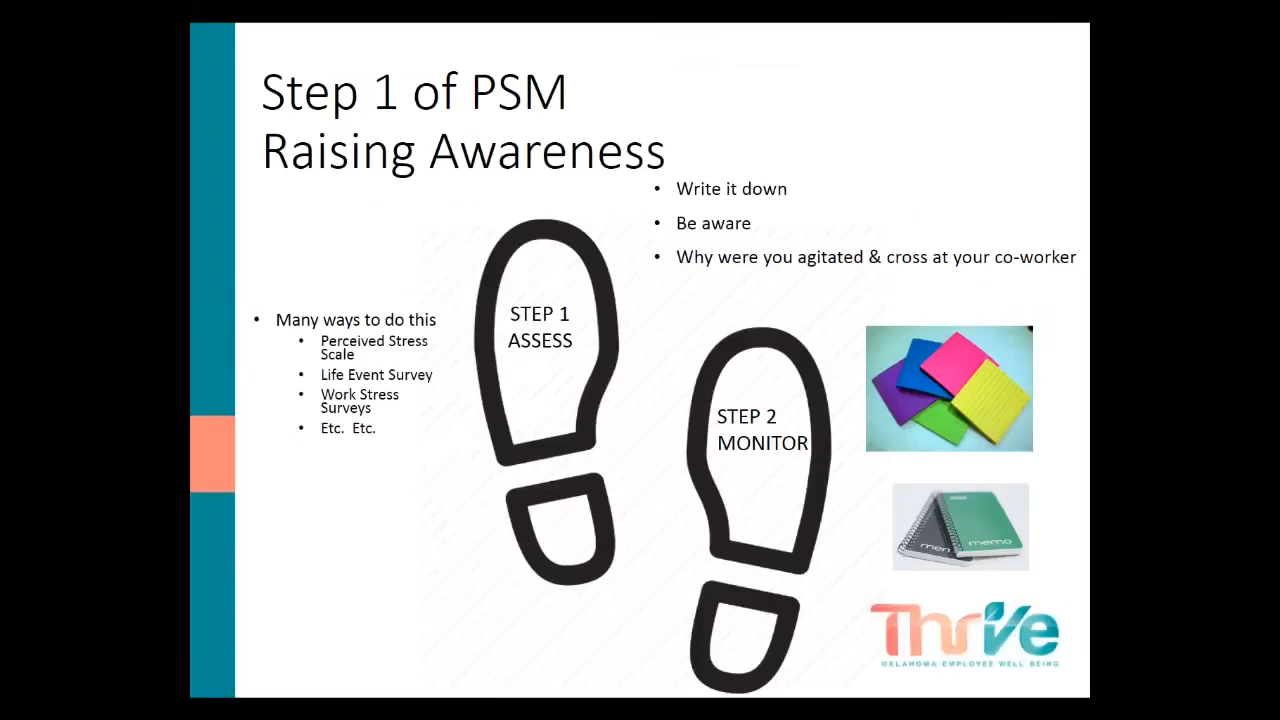 Step 1 of PSM
Raising Awareness
• Write it down
• Be aware
• Why were you agitated & cross at your co-worker
• Many ways to do this
• Perceived Stress
Scale
• Life Event Survey
• Work Stress
Surveys
• Etc. Etc.
STEP 1
ASSESS
STEP 2
MONITOR
memo
Thrive
OKLAHOMA EMPLOYEE WELL BEING